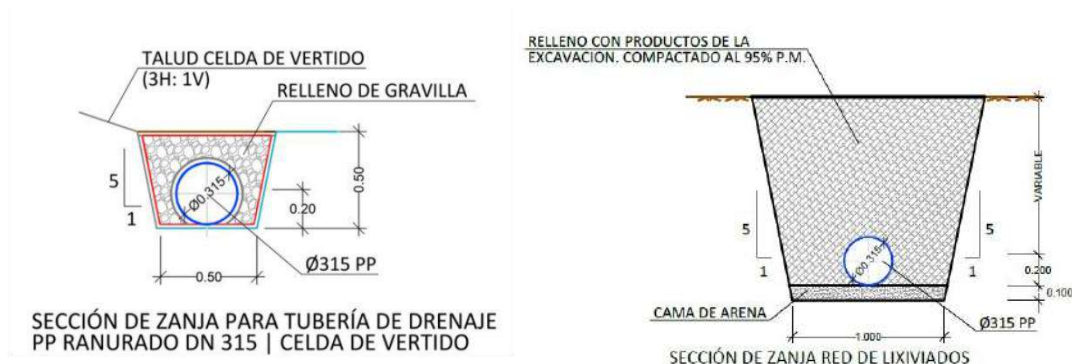 TALUD CELDA DE VERTIDO
(3H: 1V)
RELLENO DE GRAVILLA
5
1
Ø0.315
0.50
0.20
0.50
Ø315 PP
SECCIÓN DE ZANJA PARA TUBERÍA DE DRENAJE
PP RANURADO DN 315 | CELDA DE VERTIDO
RELLENO CON PRODUCTOS DE LA
EXCAVACIÓN. COMPACTADO AL 95% P.M.
VARIABLE
5
1
5
1
Ø0.315
0.200
0.100
CAMA DE ARENA
1.000
Ø315 PP
SECCIÓN DE ZANJA RED DE LIXIVIADOS